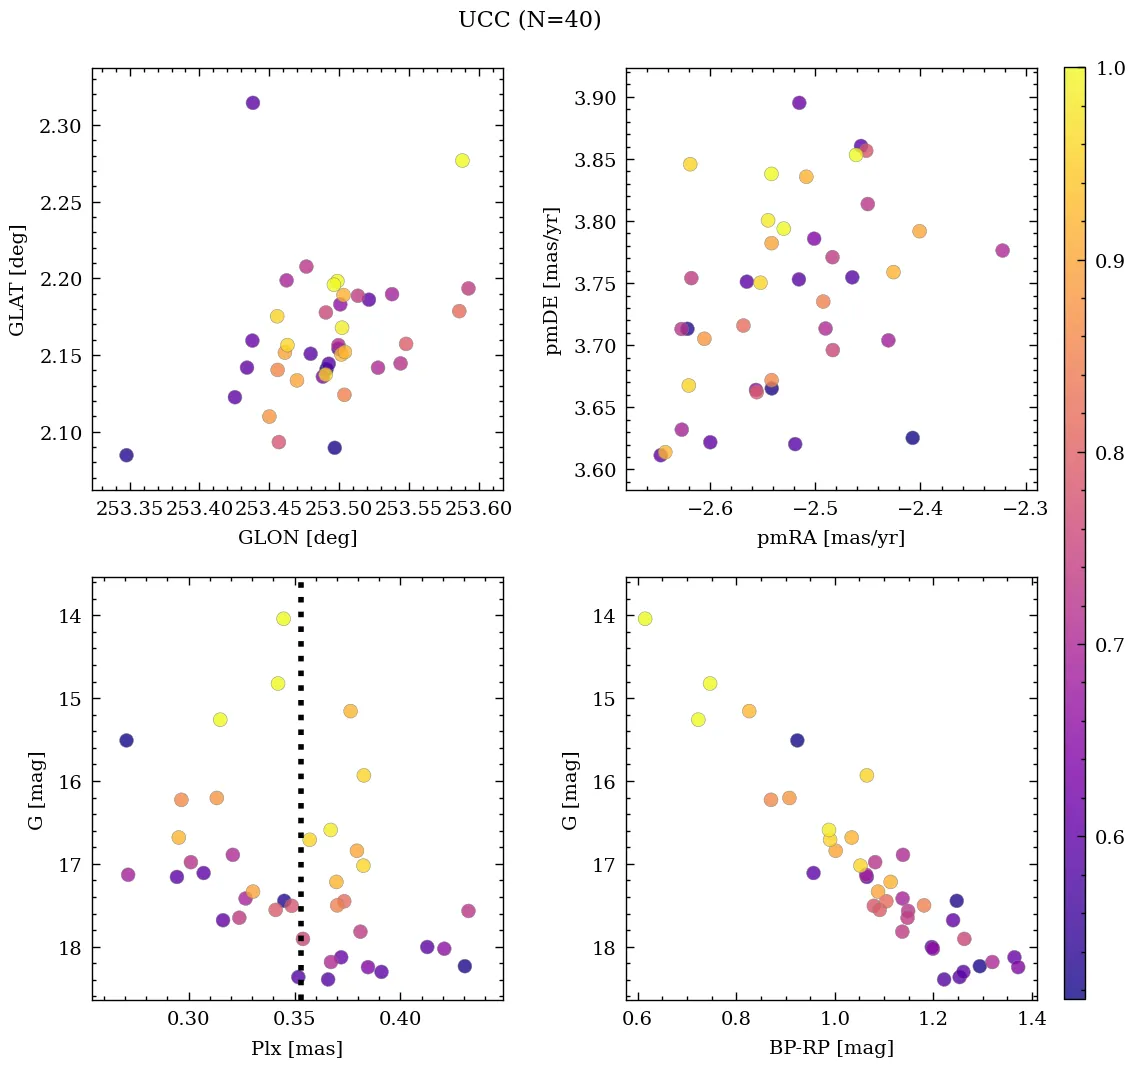 UCC (N=40)
2.30
2.25
2.20
2.15
2.10
GLAT [deg]
253.35 253.40 253.45 253.50 253.55 253.60
GLON [deg]
3.90
3.85
3.80
3.75
3.70
3.65
3.60
pmDE [mas/yr]
−2.6 −2.5 −2.4 −2.3
pmRA [mas/yr]
14
15
16
17
18
G [mag]
0.30 0.35 0.40
Plx [mas]
14
15
16
17
18
G [mag]
0.6 0.8 1.0 1.2 1.4
BP-RP [mag]
1.0
0.9
0.8
0.7
0.6